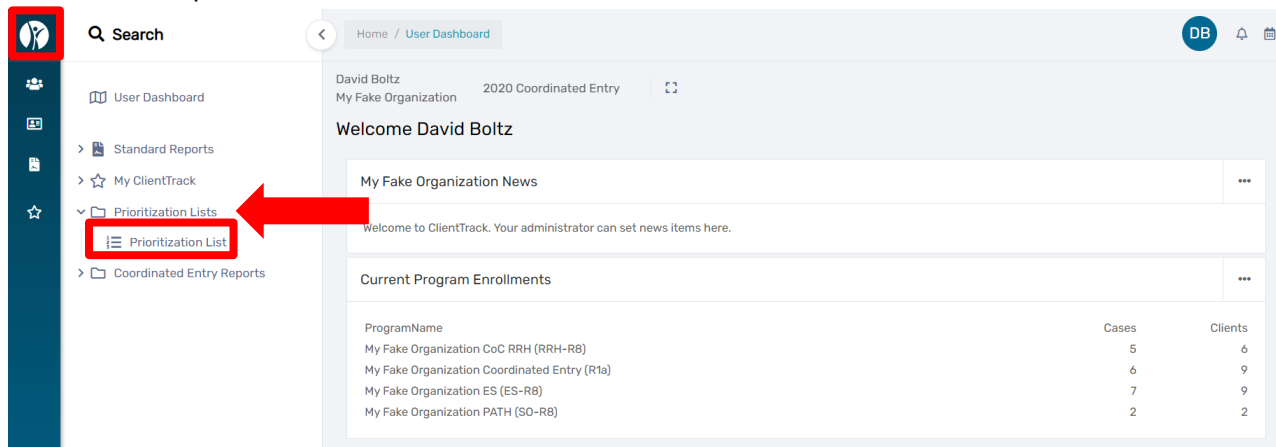 Search
Home / User Dashboard
DB
User Dashboard
Standard Reports
My ClientTrack
Prioritization Lists
Prioritization List
Coordinated Entry Reports
David Boltz
My Fake Organization
2020 Coordinated Entry
Welcome David Boltz
My Fake Organization News
Welcome to ClientTrack. Your administrator can set news items here.
Current Program Enrollments
ProgramName Cases Clients
My Fake Organization CoC RRH (RRH-R8) 5 6
My Fake Organization Coordinated Entry (R1a) 6 9
My Fake Organization ES (ES-R8) 7 9
My Fake Organization PATH (SO-R8) 2 2